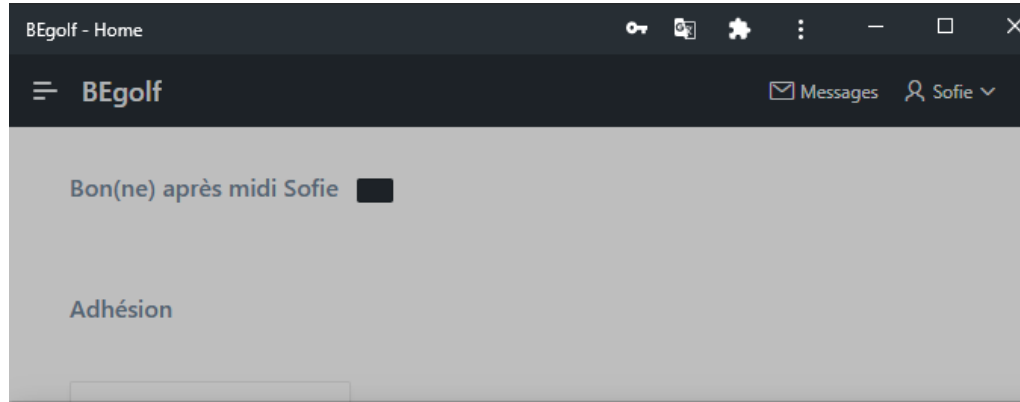 BEgolf - Home
BEgolf Messages Sofie
Bon(ne) après midi Sofie
Adhésion